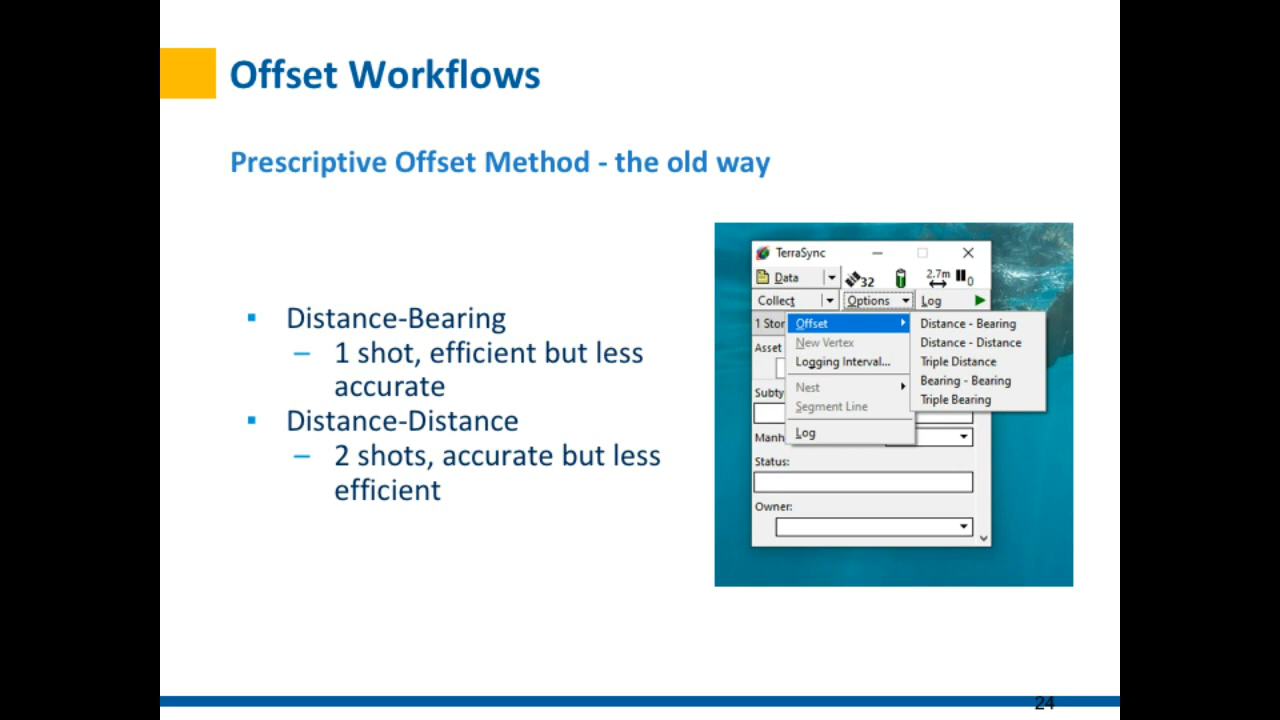 Offset Workflows
Prescriptive Offset Method - the old way
▪ Distance-Bearing
– 1 shot, efficient but less
accurate
▪ Distance-Distance
– 2 shots, accurate but less
efficient
TerraSync
Data
32
2.7m
0
Collect
Options
Log
1 Stor
Offset
New Vertex
Logging Interval...
Nest
Segment Line
Log
Distance - Bearing
Distance - Distance
Triple Distance
Bearing - Bearing
Triple Bearing
Asset
Subty
Manh
Status:
Owner:
24